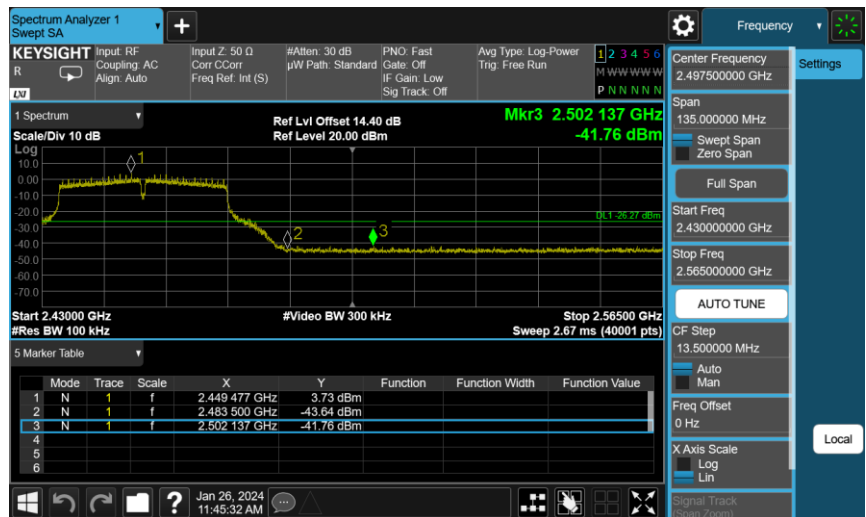 Spectrum Analyzer 1
Swept SA
+
Frequency
KEYSIGHT Input: RF Input Z: 50 Ω #Atten: 30 dB PNO: Fast Avg Type: Log-Power 1 2 3 4 5 6
R Coupling: AC Corr CCorr µW Path: Standard Gate: Off Trig: Free Run M W W W W W
Align: Auto Freq Ref: Int (S) IF Gain: Low
LXI Sig Track: Off P N N N N N
1 Spectrum
Ref Lvl Offset 14.40 dB Mkr3 2.502 137 GHz
Scale/Div 10 dB Ref Level 20.00 dBm -41.76 dBm
Log
10.0
0.00
-10.0
-20.0
-30.0
-40.0
-50.0
-60.0
-70.0
1
2
3
DL1 -26.27 dBm
Start 2.43000 GHz #Video BW 300 kHz Stop 2.56500 GHz
#Res BW 100 kHz Sweep 2.67 ms (40001 pts)
5 Marker Table
Mode Trace Scale X Y Function Function Width Function Value
1 N 1 f 2.449 477 GHz 3.73 dBm
2 N 1 f 2.483 500 GHz -43.64 dBm
3 N 1 f 2.502 137 GHz -41.76 dBm
4
5
6
? Jan 26, 2024
11:45:32 AM
Center Frequency
2.497500000 GHz
Span
135.000000 MHz
Swept Span
Zero Span
Full Span
Start Freq
2.430000000 GHz
Stop Freq
2.565000000 GHz
AUTO TUNE
CF Step
13.500000 MHz
Auto
Man
Freq Offset
0 Hz
X Axis Scale
Log
Lin
Signal Track
(Span Zoom)
Settings
Local